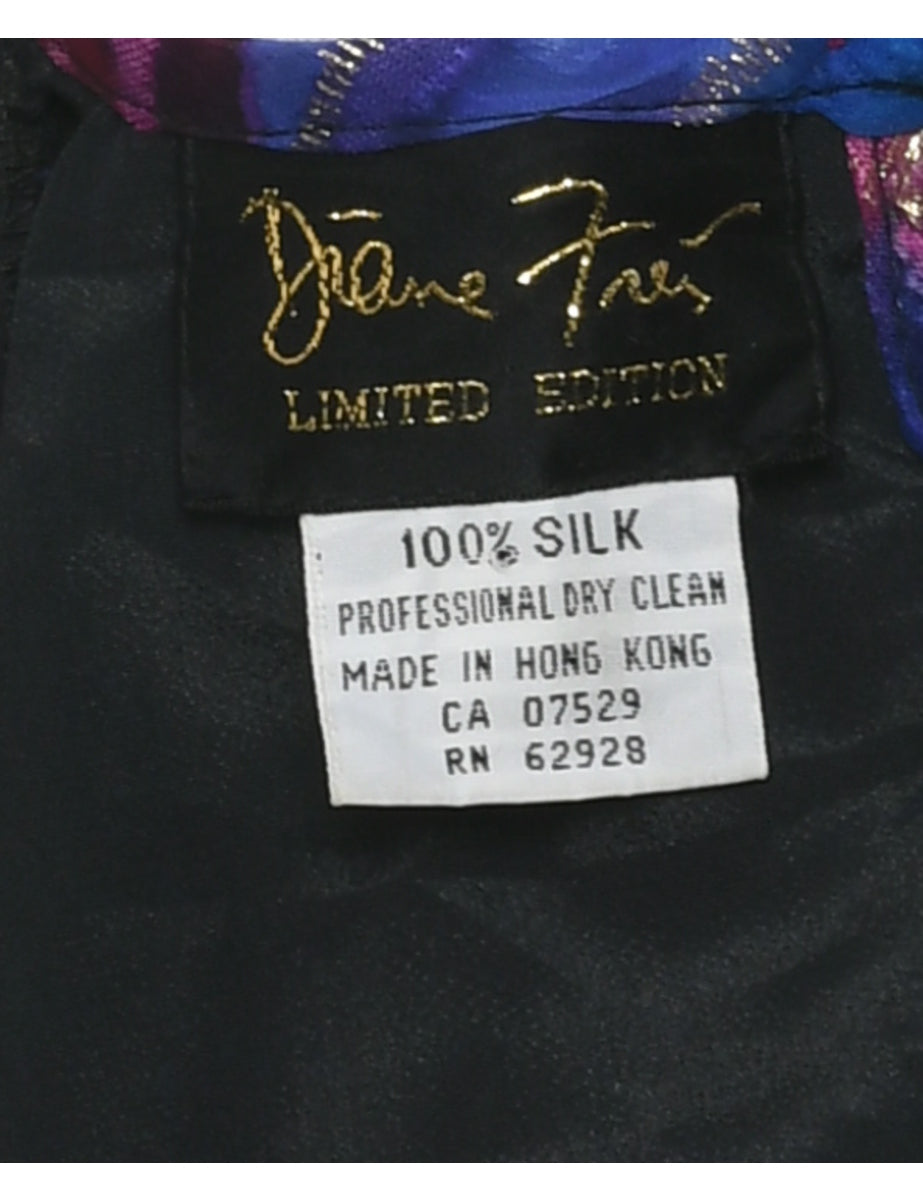 Diane Freis
LIMITED EDITION
100% SILK
PROFESSIONAL DRY CLEAN
MADE IN HONG KONG
CA 07529
RN 62928